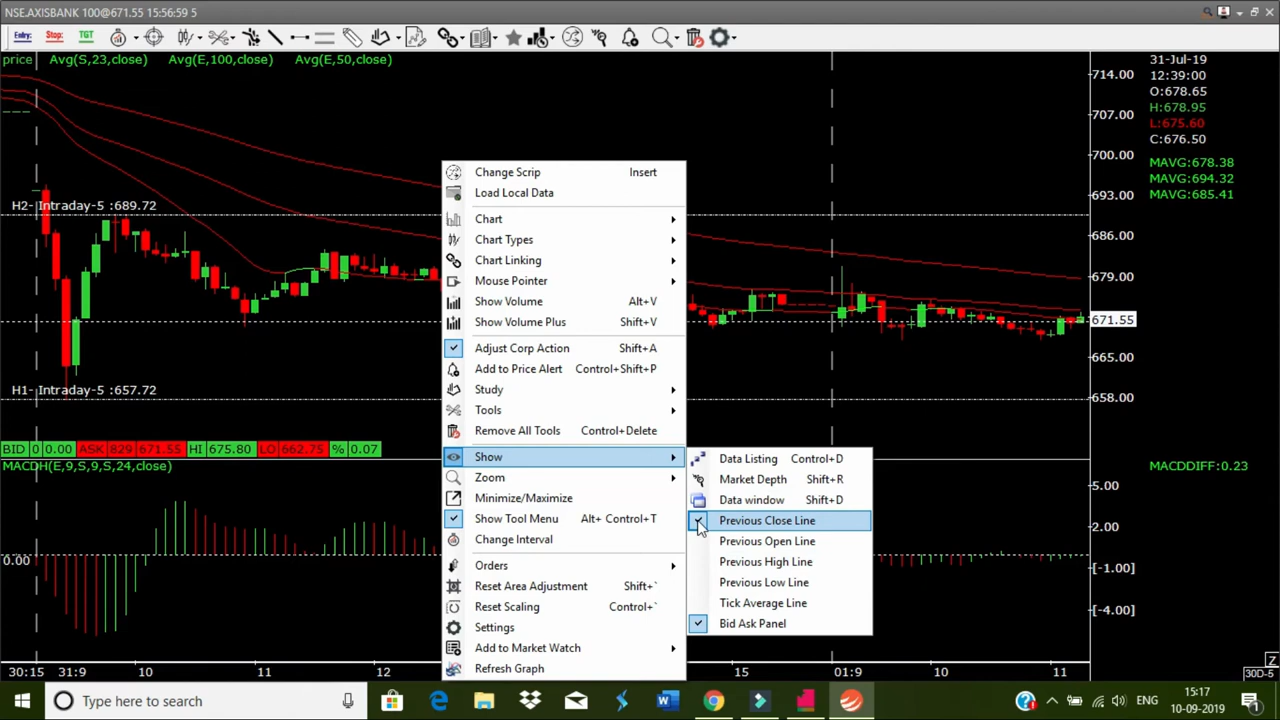 NSE.AXISBANK 100@671.55 15:56:59 5
Entry: Stop: TGT
price Avg(S,23,close) Avg(E,100,close) Avg(E,50,close)
31-Jul-19
12:39:00
O:678.65
H:678.95
L:675.60
C:676.50
MAVG:678.38
MAVG:694.32
MAVG:685.41
714.00
707.00
700.00
693.00
686.00
679.00
671.55
665.00
658.00
H2- Intraday-5 :689.72
H1- Intraday-5 :657.72
Change Scrip Insert
Load Local Data
Chart
Chart Types
Chart Linking
Mouse Pointer
Show Volume Alt+V
Show Volume Plus Shift+V
Adjust Corp Action Shift+A
Add to Price Alert Control+Shift+P
Study
Tools
Remove All Tools Control+Delete
Show
Zoom
Minimize/Maximize
Show Tool Menu Alt+ Control+T
Change Interval
Orders
Reset Area Adjustment Shift+`
Reset Scaling Control+`
Settings
Add to Market Watch
Refresh Graph
Data Listing Control+D
Market Depth Shift+R
Data window Shift+D
Previous Close Line
Previous Open Line
Previous High Line
Previous Low Line
Tick Average Line
Bid Ask Panel
BID 0 0.00 ASK 829 671.55 HI 675.80 LO 662.75 % 0.07
MACDH(E,9,S,9,S,24,close)
MACDDIFF:0.23
5.00
2.00
[-1.00]
[-4.00]
0.00
30:15 31:9 10 11 12 15 01:9 10 11
Z
30D-5
Type here to search
ENG
15:17
10-09-2019
1